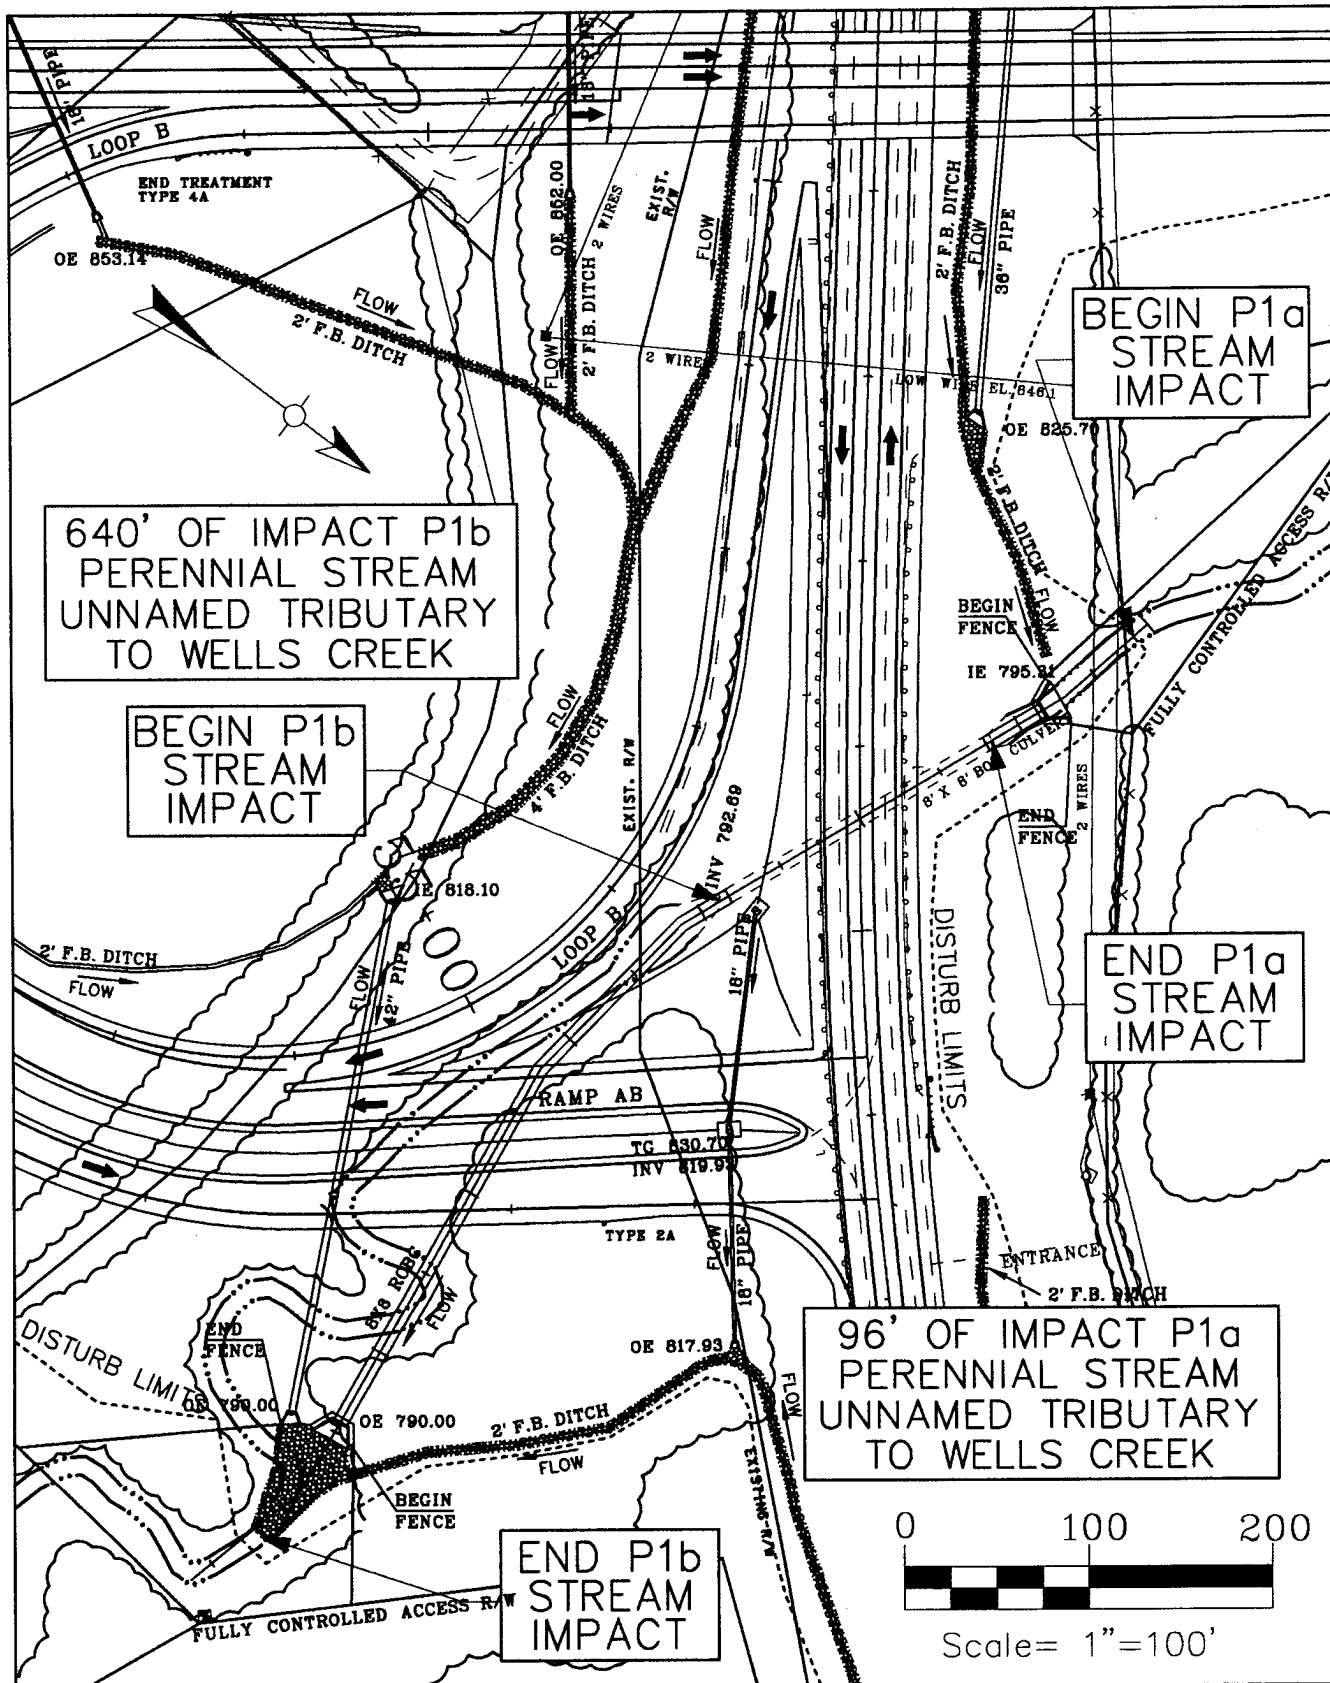 18" PIPE
LOOP B
END TREATMENT
TYPE 4A
OE 853.14
FLOW
2' F.B. DITCH
18" PIPE
OE 862.00
2 WIRES
2' F.B. DITCH
FLOW
EXIST.
R/W
FLOW
2 WIRES
2' F.B. DITCH
FLOW
36" PIPE
LOW WIRE EL. 846.1
OE 825.70
BEGIN P1a
STREAM
IMPACT
2' F.B. DITCH
FLOW
FULLY CONTROLLED ACCESS R/W
640' OF IMPACT P1b
PERENNIAL STREAM
UNNAMED TRIBUTARY
TO WELLS CREEK
BEGIN
FENCE
IE 795.21
BEGIN P1b
STREAM
IMPACT
FLOW
4' F.B. DITCH
EXIST. R/W
INV 792.69
8' X 8' BOX CULVERT
END
FENCE
2 WIRES
IE 818.10
2' F.B. DITCH
FLOW
FLOW
42" PIPE
LOOP B
18" PIPE
DISTURB LIMITS
END P1a
STREAM
IMPACT
RAMP AB
TG 830.70
INV 819.95
TYPE 2A
FLOW
18" PIPE
ENTRANCE
2' F.B. DITCH
8X8 RCBC
FLOW
END
FENCE
DISTURB LIMITS
OE 790.00
OE 790.00
OE 817.93
2' F.B. DITCH
FLOW
FLOW
EXISTING R/W
96' OF IMPACT P1a
PERENNIAL STREAM
UNNAMED TRIBUTARY
TO WELLS CREEK
BEGIN
FENCE
END P1b
STREAM
IMPACT
FULLY CONTROLLED ACCESS R/W
0 100 200
Scale= 1"=100'